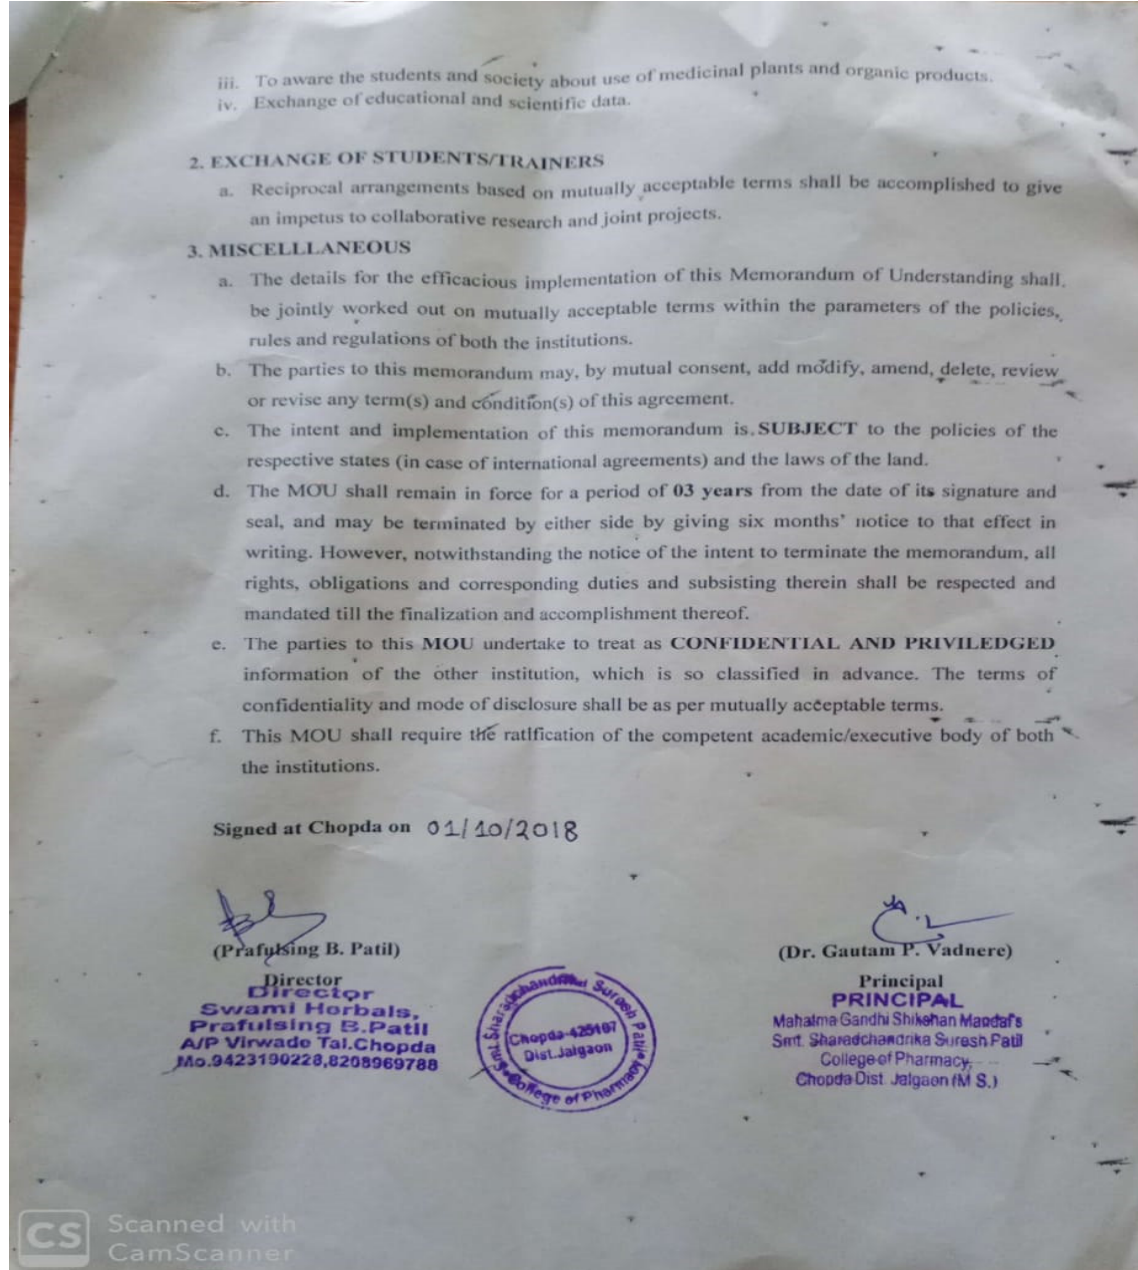 iii. To aware the students and society about use of medicinal plants and organic products.
iv. Exchange of educational and scientific data.
2. EXCHANGE OF STUDENTS/TRAINERS
a. Reciprocal arrangements based on mutually acceptable terms shall be accomplished to give
an impetus to collaborative research and joint projects.
3. MISCELLLANEOUS
a. The details for the efficacious implementation of this Memorandum of Understanding shall
be jointly worked out on mutually acceptable terms within the parameters of the policies,
rules and regulations of both the institutions.
b. The parties to this memorandum may, by mutual consent, add modify, amend, delete, review
or revise any term(s) and condition(s) of this agreement.
c. The intent and implementation of this memorandum is SUBJECT to the policies of the
respective states (in case of international agreements) and the laws of the land.
d. The MOU shall remain in force for a period of 03 years from the date of its signature and
seal, and may be terminated by either side by giving six months' notice to that effect in
writing. However, notwithstanding the notice of the intent to terminate the memorandum, all
rights, obligations and corresponding duties and subsisting therein shall be respected and
mandated till the finalization and accomplishment thereof.
e. The parties to this MOU undertake to treat as CONFIDENTIAL AND PRIVILEDGED
information of the other institution, which is so classified in advance. The terms of
confidentiality and mode of disclosure shall be as per mutually acceptable terms.
f. This MOU shall require the ratification of the competent academic/executive body of both
the institutions.
Signed at Chopda on 01/10/2018
(Prafulsing B. Patil)
Director
Director
Swami Herbals,
Prafulsing B.Patil
A/P Virwade Tal.Chopda
Mo.9423190228,8208969788
Smt. Sharadchandrika Suresh Patil
College of Pharmacy
Chopda-425107
Dist.Jalgaon
(Dr. Gautam P. Vadnere)
Principal
PRINCIPAL
Mahatma Gandhi Shikshan Mandal's
Smt. Sharadchandrika Suresh Patil
College of Pharmacy,
Chopda Dist. Jalgaon (M S.)
CS Scanned with
CamScanner